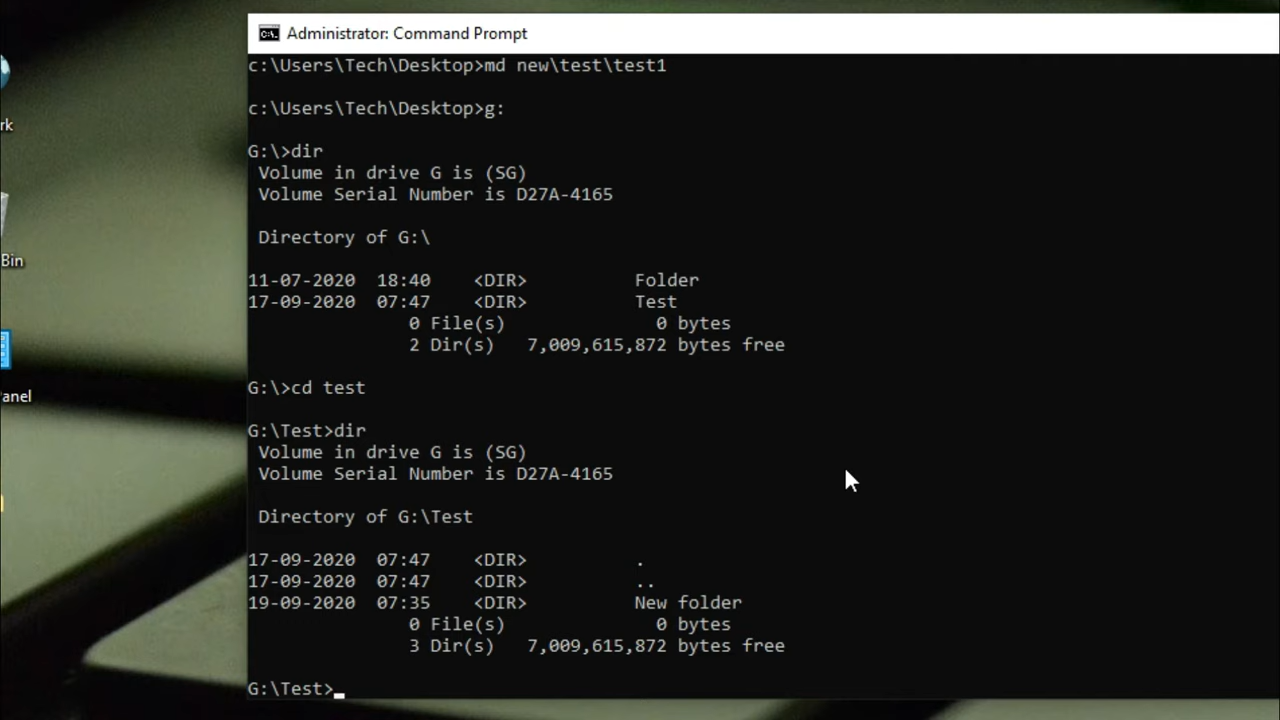 Administrator: Command Prompt
c:\Users\Tech\Desktop>md new\test\test1
c:\Users\Tech\Desktop>g:
rk
G:\>dir
Volume in drive G is (SG)
Volume Serial Number is D27A-4165
Directory of G:\
Bin
11-07-2020 18:40 <DIR> Folder
17-09-2020 07:47 <DIR> Test
0 File(s) 0 bytes
2 Dir(s) 7,009,615,872 bytes free
G:\>cd test
anel
G:\Test>dir
Volume in drive G is (SG)
Volume Serial Number is D27A-4165
Directory of G:\Test
17-09-2020 07:47 <DIR> .
17-09-2020 07:47 <DIR> ..
19-09-2020 07:35 <DIR> New folder
0 File(s) 0 bytes
3 Dir(s) 7,009,615,872 bytes free
G:\Test>